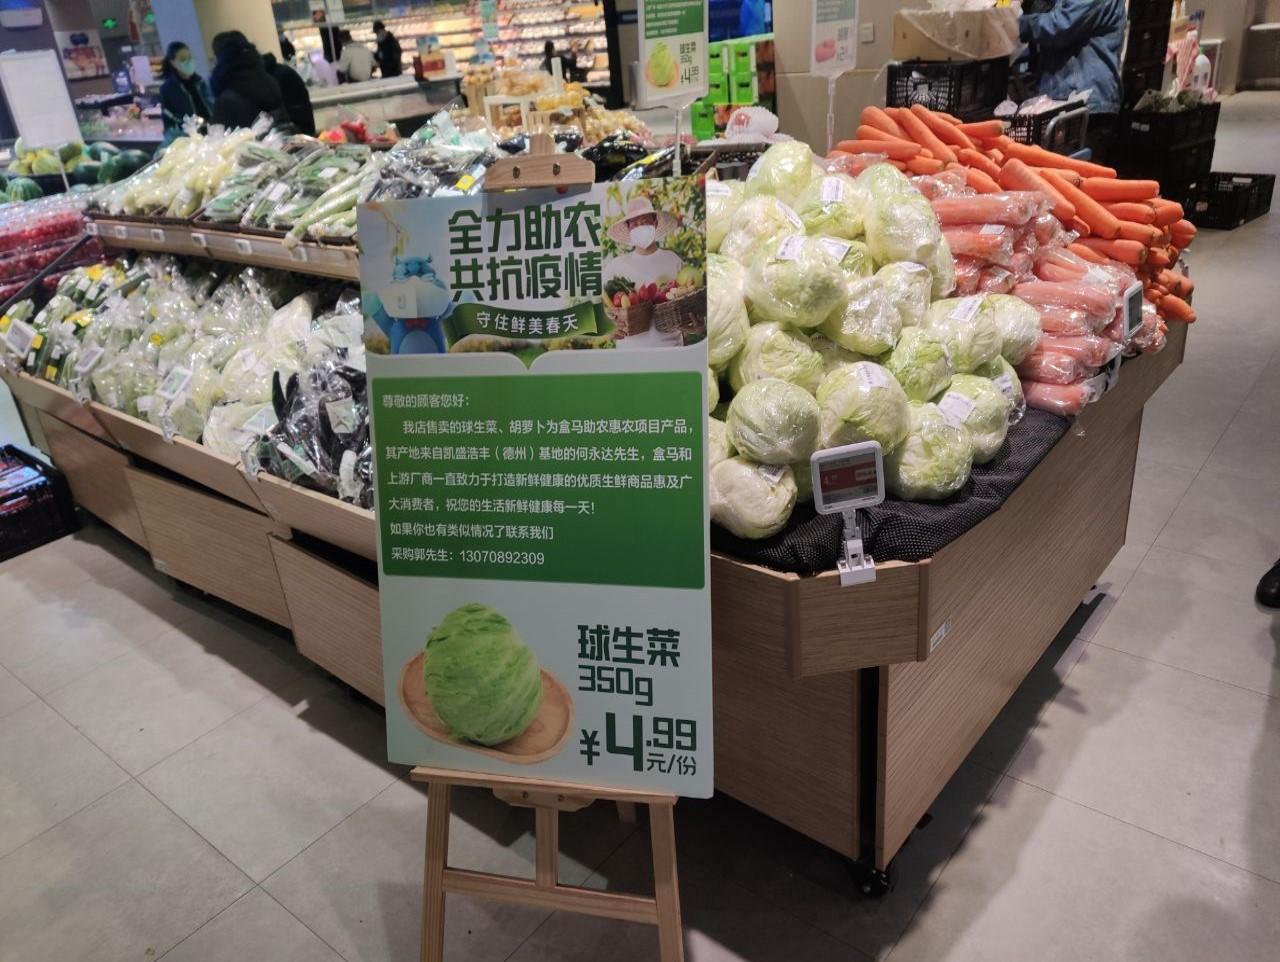 全力助农
共抗疫情
守住鲜美春天
尊敬的顾客您好：
我店售卖的球生菜、胡萝卜为盒马助农惠农项目产品，
其产地来自凯盛浩丰（德州）基地的何永达先生，盒马和
上游厂商一直致力于打造新鲜健康的优质生鲜商品惠及广
大消费者，祝您的生活新鲜健康每一天！
如果你也有类似情况了联系我们
采购郭先生：13070892309
球生菜
350g
¥4.99
元/份
球生菜
350g
¥4.99